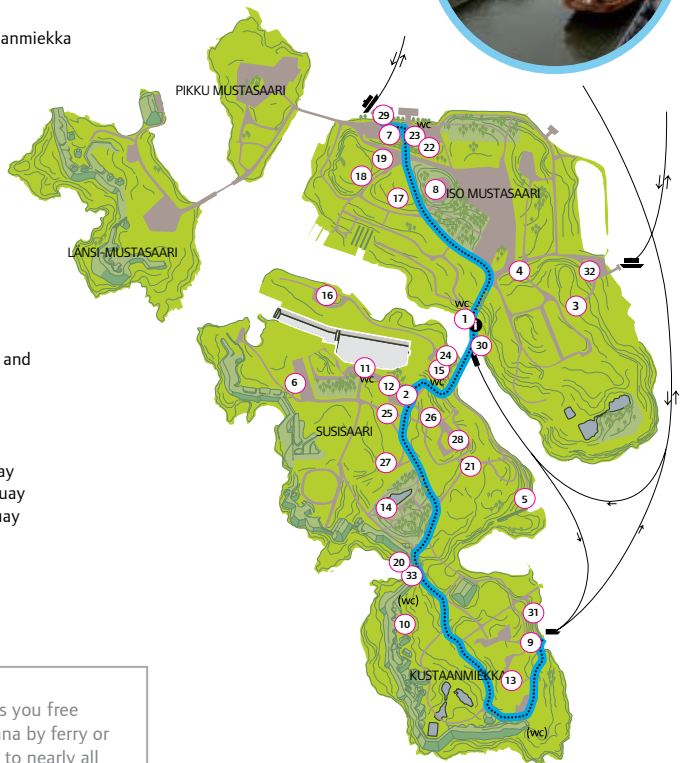 anmiekka
and
ay
uay
uay
s you free
na by ferry or
to nearly all
PIKKU MUSTASAARI
LÄNSI-MUSTASAARI
29
wc
7
23
22
19
18
17
8
ISO MUSTASAARI
4
32
3
16
wc
1
i
30
24
15
wc
11
wc
12
2
6
25
26
SUSISAARI
28
27
21
14
5
20
33
(wc)
10
31
9
KUSTAANMIEKKA
13
(wc)